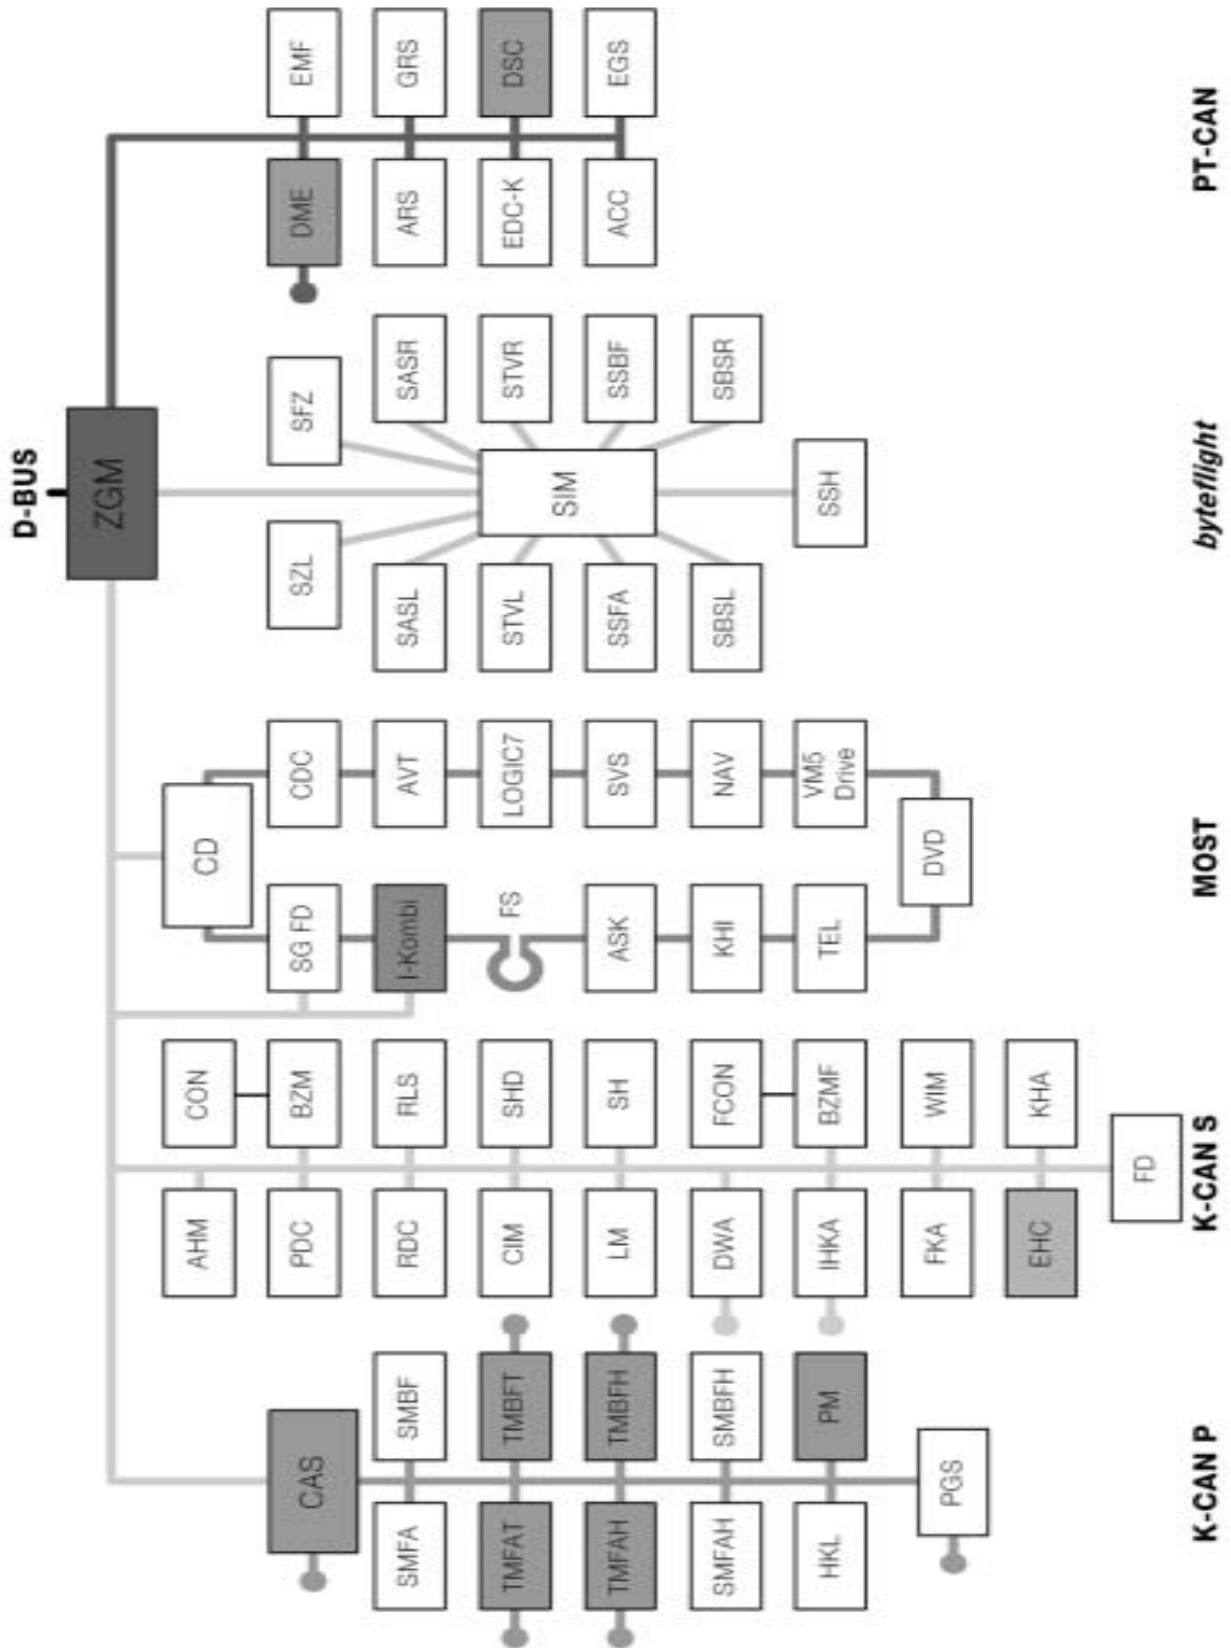 D-BUS
ZGM
CAS
SMFA
SMBF
TMFAT
TMBFT
TMFAH
TMBFH
SMFAH
SMBFH
HKL
PM
PGS
K-CAN P
CON
AHM
BZM
PDC
RLS
RDC
SHD
CIM
SH
LM
FCON
DWA
BZMF
IHKA
WIM
FKA
KHA
EHC
FD
K-CAN S
CD
SG FD
CDC
I-Kombi
AVT
FS
LOGIC7
ASK
SVS
KHI
NAV
TEL
VM5
Drive
DVD
MOST
SZL
SFZ
SASL
SASR
SIM
STVL
STVR
SSFA
SSBF
SBSL
SBSR
SSH
byteflight
DME
EMF
ARS
GRS
EDC-K
DSC
ACC
EGS
PT-CAN